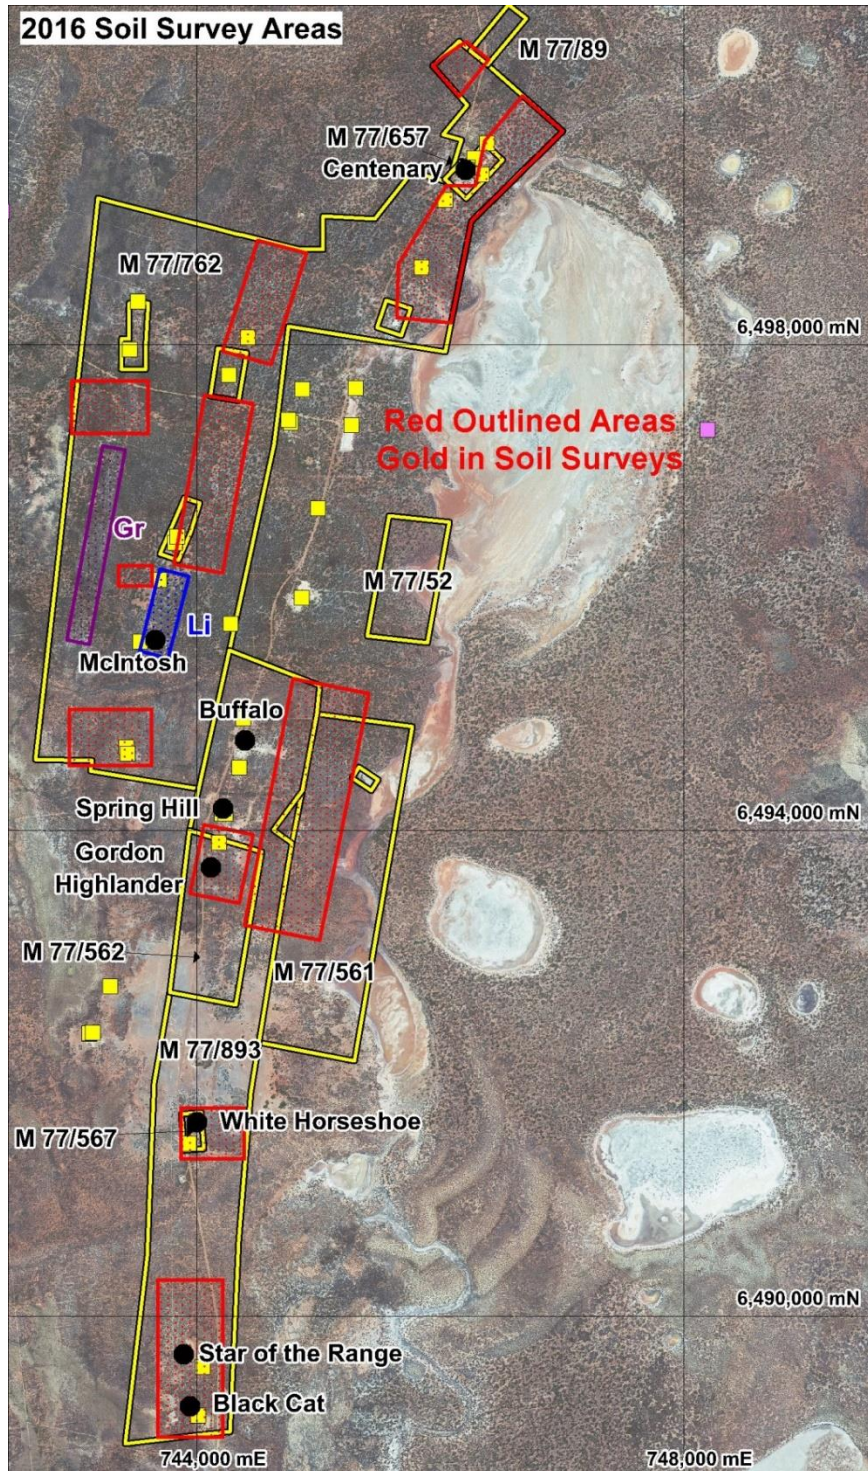 2016 Soil Survey Areas
M 77/89
M 77/657
Centenary
M 77/762
6,498,000 mN
Red Outlined Areas
Gold in Soil Surveys
Gr
M 77/52
Li
McIntosh
Buffalo
Spring Hill
6,494,000 mN
Gordon
Highlander
M 77/562
M 77/561
M 77/893
White Horseshoe
M 77/567
6,490,000 mN
Star of the Range
Black Cat
744,000 mE
748,000 mE